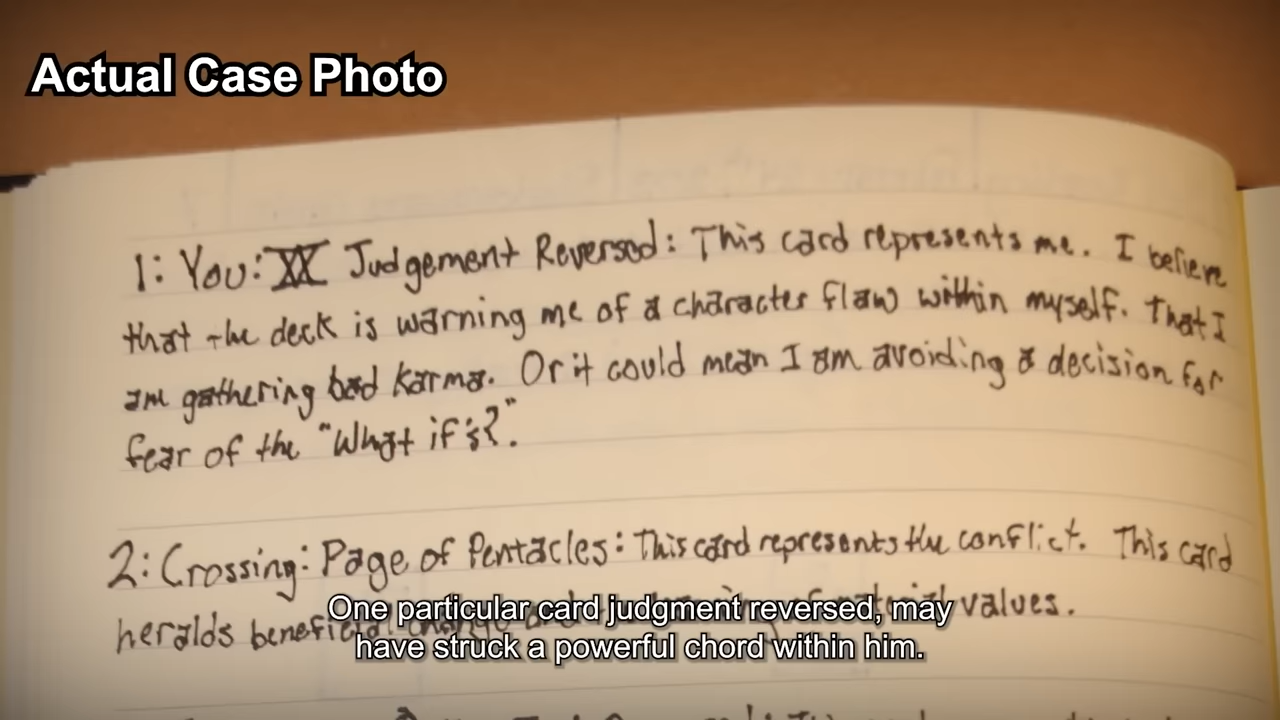 Actual Case Photo
1: You: XX Judgement Reversed: This card represents me. I believe
that the deck is warning me of a character flaw within myself. That I
am gathering bad karma. Or it could mean I am avoiding a decision for
fear of the "What if's?".
2: Crossing: Page of Pentacles: This card represents the conflict. This card
heralds beneficial change and values.
One particular card judgment reversed, may
have struck a powerful chord within him.